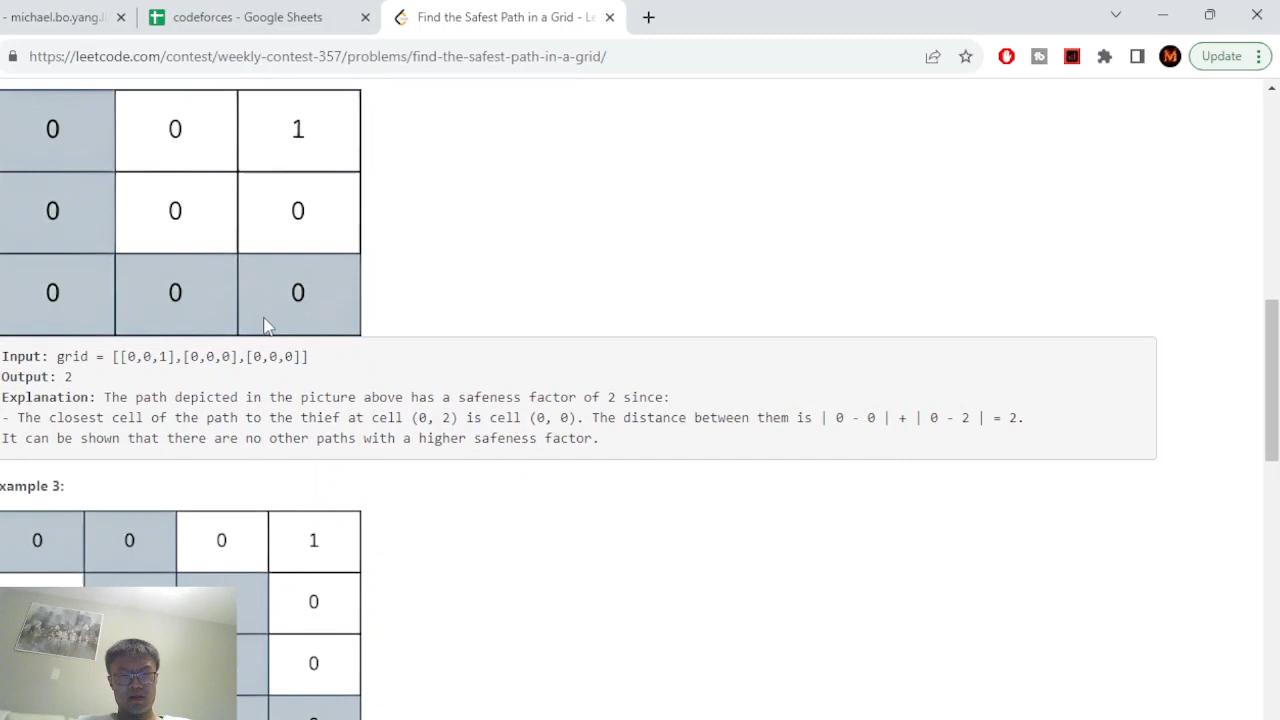 - michael.bo.yang.li
codeforces - Google Sheets
Find the Safest Path in a Grid - Le
https://leetcode.com/contest/weekly-contest-357/problems/find-the-safest-path-in-a-grid/
M
Update
0 0 1
0 0 0
0 0 0
Input: grid = [[0,0,1],[0,0,0],[0,0,0]]
Output: 2
Explanation: The path depicted in the picture above has a safeness factor of 2 since:
- The closest cell of the path to the thief at cell (0, 2) is cell (0, 0). The distance between them is | 0 - 0 | + | 0 - 2 | = 2.
It can be shown that there are no other paths with a higher safeness factor.
xample 3:
0 0 0 1
0
0